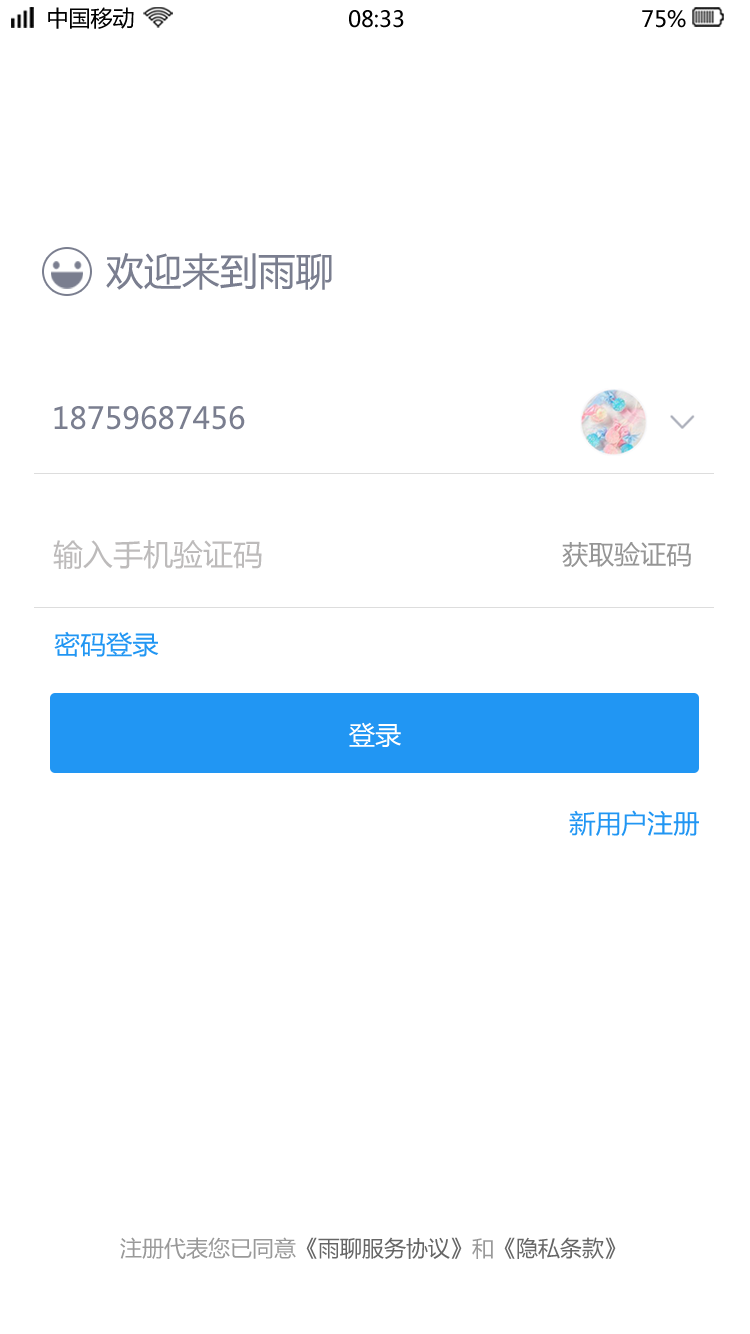 中国移动 08:33 75%
欢迎来到雨聊
18759687456
输入手机验证码 获取验证码
密码登录
登录
新用户注册
注册代表您已同意《雨聊服务协议》和《隐私条款》